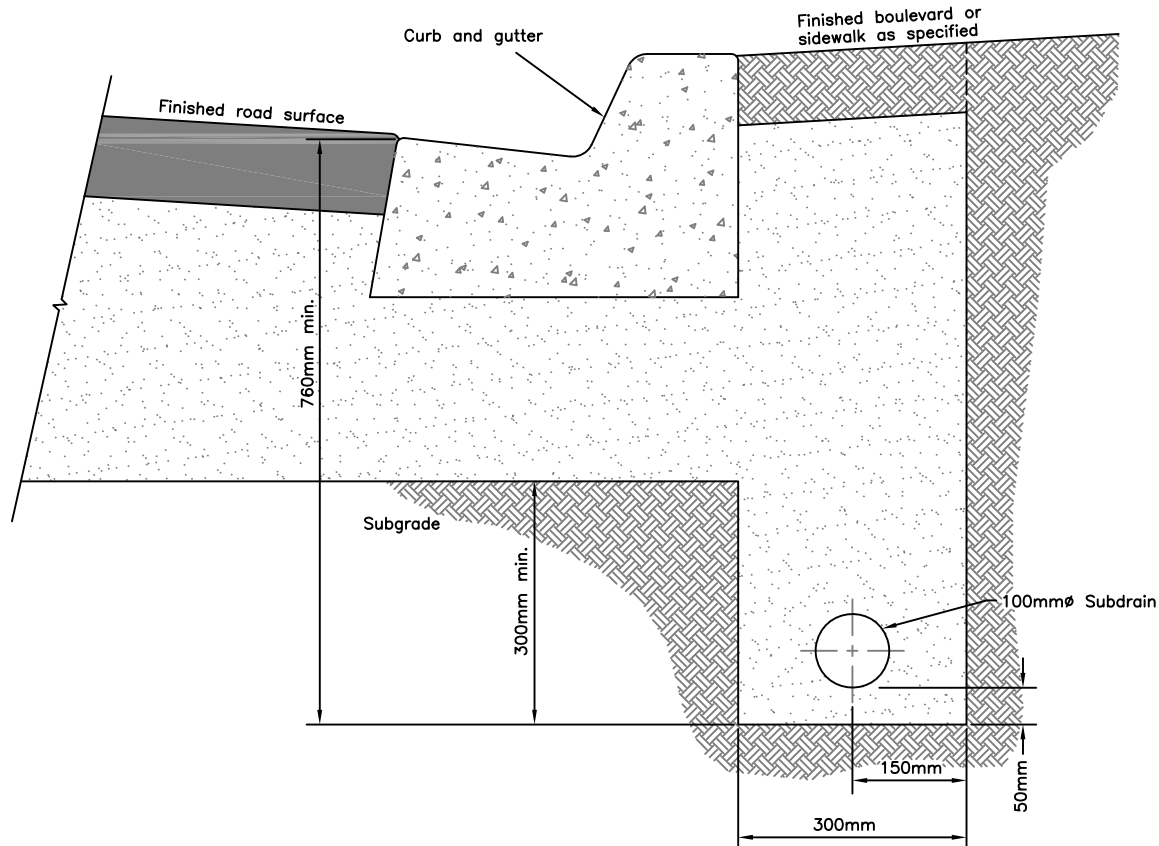 Finished boulevard or
sidewalk as specified
Curb and gutter
Finished road surface
760mm min.
Subgrade
300mm min.
100mmø Subdrain
150mm
50mm
300mm